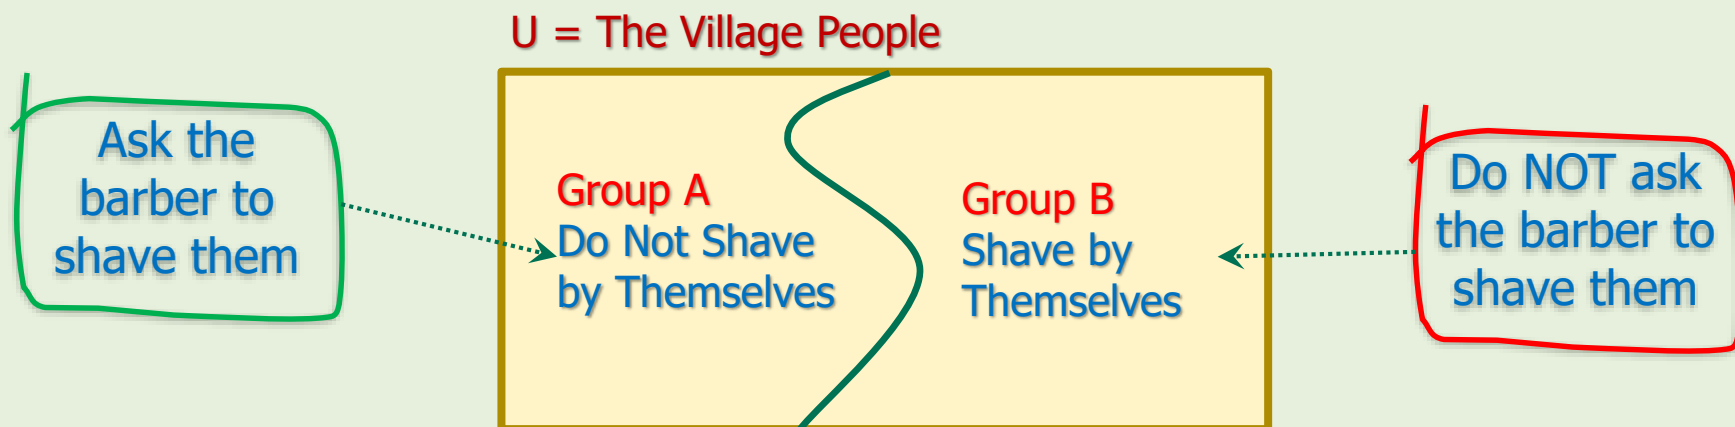 U = The Village People
Ask the
barber to
shave them
Group A
Do Not Shave
by Themselves
Group B
Shave by
Themselves
Do NOT ask
the barber to
shave them